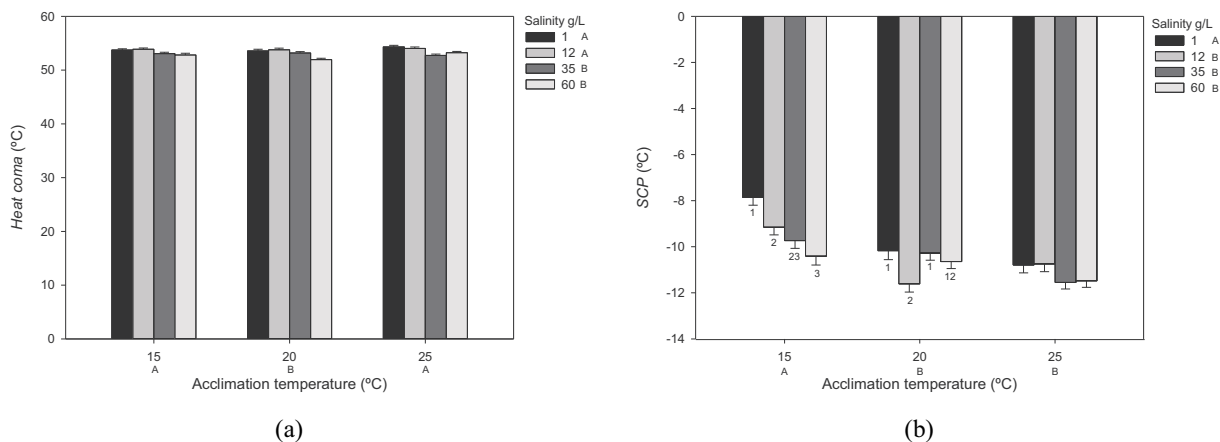 60
50
40
30
20
10
0
Heat coma (ºC)
15
A
20
B
25
A
Acclimation temperature (ºC)
Salinity g/L
1 A
12 A
35 B
60 B
(a)
0
-2
-4
-6
-8
-10
-12
-14
SCP (ºC)
1
2
23
3
1
2
1
12
15
A
20
B
25
B
Acclimation temperature (ºC)
Salinity g/L
1 A
12 B
35 B
60 B
(b)